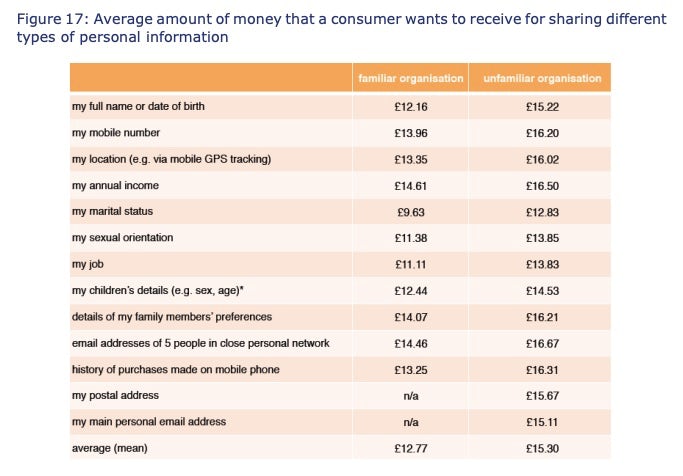 Figure 17: Average amount of money that a consumer wants to receive for sharing different
types of personal information
familiar organisation unfamiliar organisation
my full name or date of birth £12.16 £15.22
my mobile number £13.96 £16.20
my location (e.g. via mobile GPS tracking) £13.35 £16.02
my annual income £14.61 £16.50
my marital status £9.63 £12.83
my sexual orientation £11.38 £13.85
my job £11.11 £13.83
my children's details (e.g. sex, age)* £12.44 £14.53
details of my family members' preferences £14.07 £16.21
email addresses of 5 people in close personal network £14.46 £16.67
history of purchases made on mobile phone £13.25 £16.31
my postal address n/a £15.67
my main personal email address n/a £15.11
average (mean) £12.77 £15.30